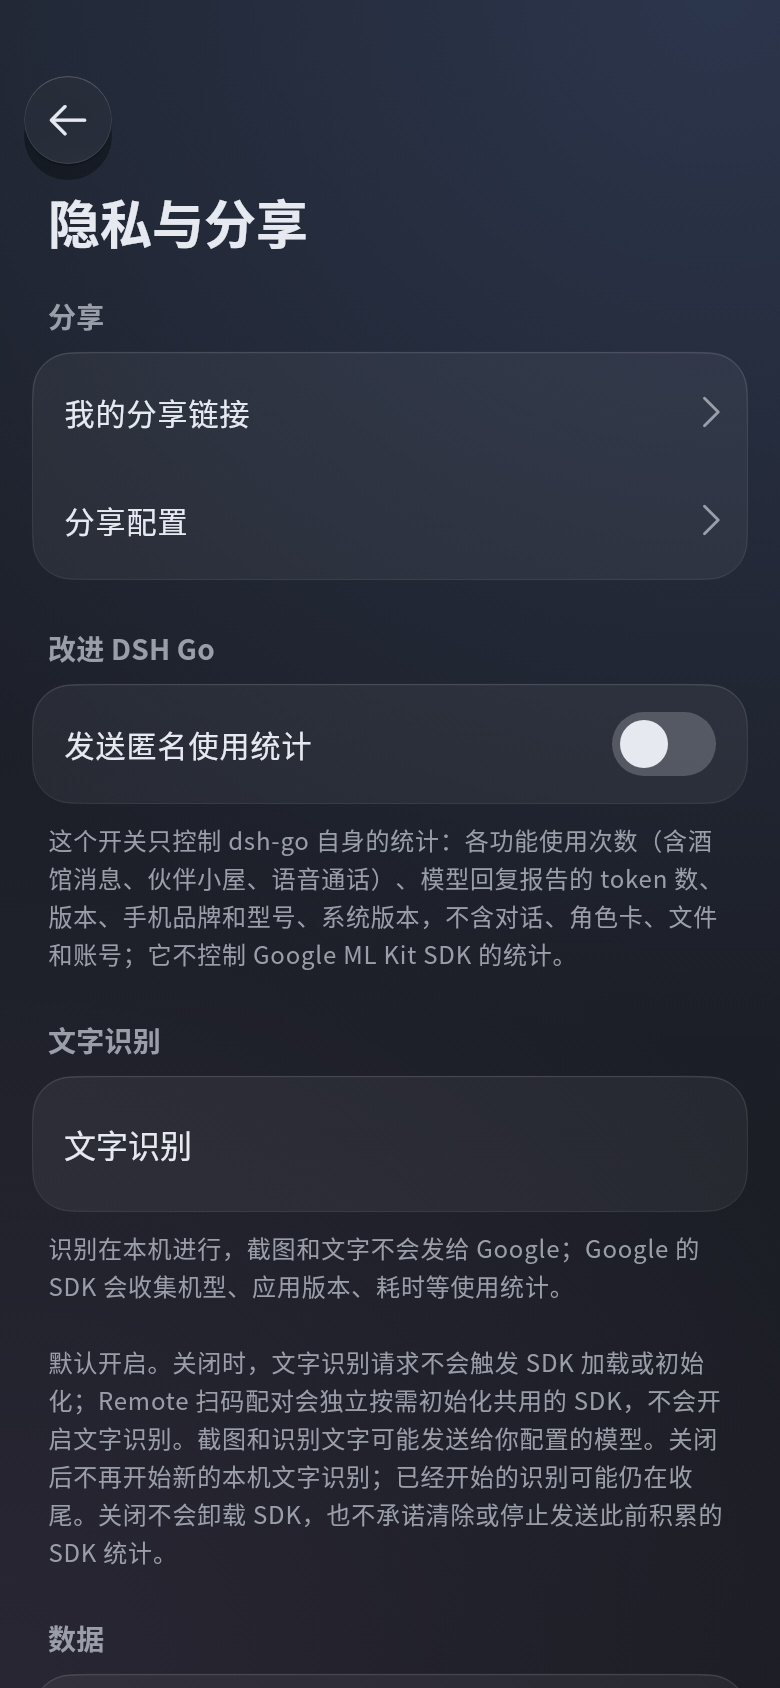 隐私与分享
分享
我的分享链接
分享配置
改进 DSH Go
发送匿名使用统计
这个开关只控制 dsh-go 自身的统计：各功能使用次数（含酒
馆消息、伙伴小屋、语音通话）、模型回复报告的 token 数、
版本、手机品牌和型号、系统版本，不含对话、角色卡、文件
和账号；它不控制 Google ML Kit SDK 的统计。
文字识别
文字识别
识别在本机进行，截图和文字不会发给 Google；Google 的
SDK 会收集机型、应用版本、耗时等使用统计。
默认开启。关闭时，文字识别请求不会触发 SDK 加载或初始
化；Remote 扫码配对会独立按需初始化共用的 SDK，不会开
启文字识别。截图和识别文字可能发送给你配置的模型。关闭
后不再开始新的本机文字识别；已经开始的识别可能仍在收
尾。关闭不会卸载 SDK，也不承诺清除或停止发送此前积累的
SDK 统计。
数据